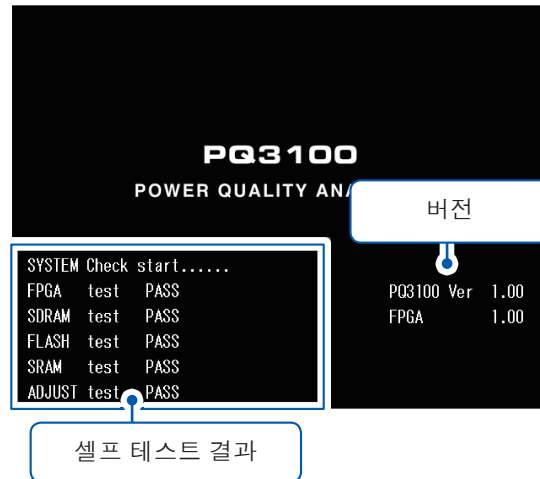 PQ3100
POWER QUALITY AN
버전
SYSTEM Check start......
FPGA test PASS
SDRAM test PASS
FLASH test PASS
SRAM test PASS
ADJUST test PASS
PQ3100 Ver 1.00
FPGA 1.00
셀프 테스트 결과